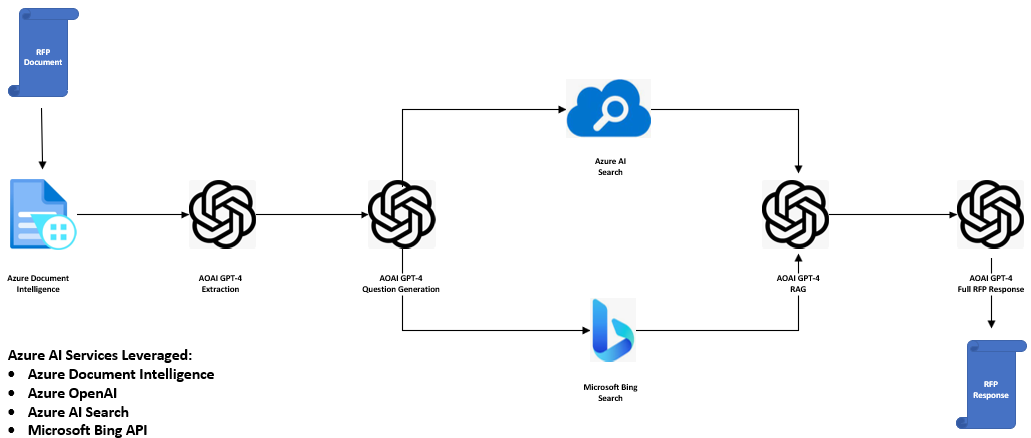 RFP
Document
Azure AI
Search
Azure Document
Intelligence
AOAI GPT-4
Extraction
AOAI GPT-4
Question Generation
AOAI GPT-4
RAG
AOAI GPT-4
Full RFP Response
Microsoft Bing
Search
RFP
Response
Azure AI Services Leveraged:
• Azure Document Intelligence
• Azure OpenAI
• Azure AI Search
• Microsoft Bing API